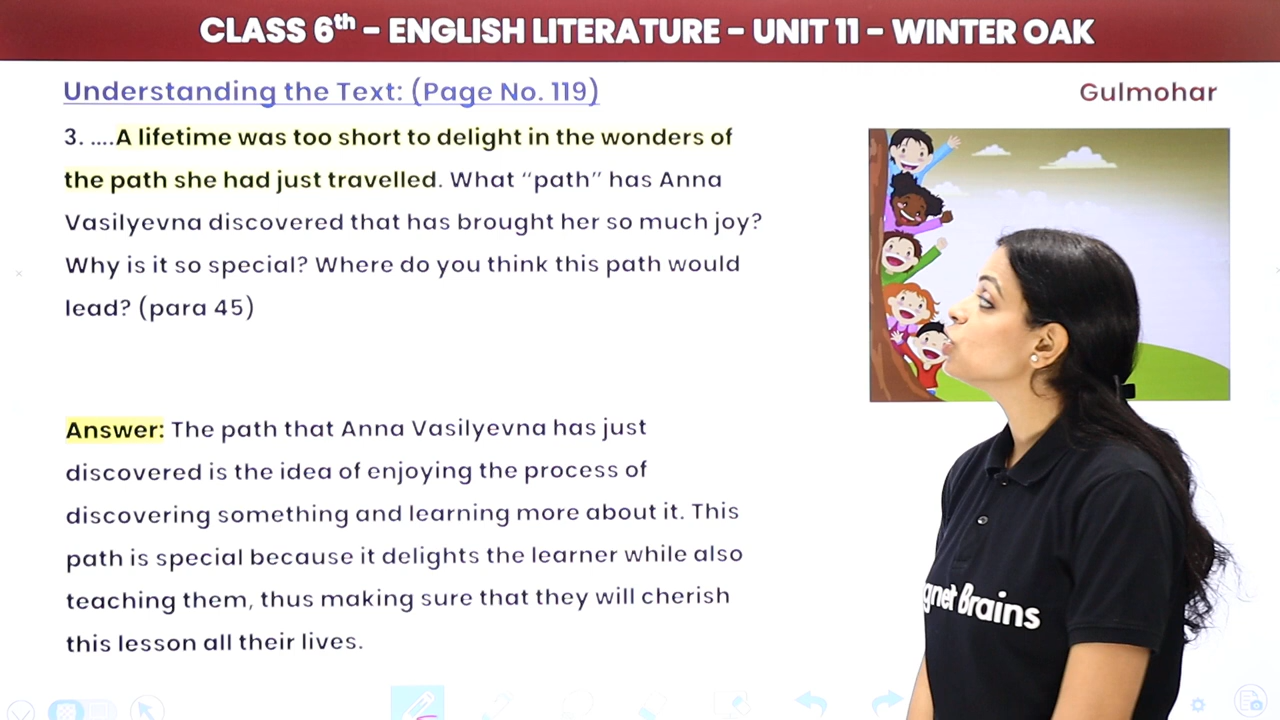 CLASS 6th – ENGLISH LITERATURE – UNIT 11 – WINTER OAK
Understanding the Text: (Page No. 119)
Gulmohar
3. ....A lifetime was too short to delight in the wonders of
the path she had just travelled. What “path” has Anna
Vasilyevna discovered that has brought her so much joy?
Why is it so special? Where do you think this path would
lead? (para 45)
Answer: The path that Anna Vasilyevna has just
discovered is the idea of enjoying the process of
discovering something and learning more about it. This
path is special because it delights the learner while also
teaching them, thus making sure that they will cherish
this lesson all their lives.
gnet Brains